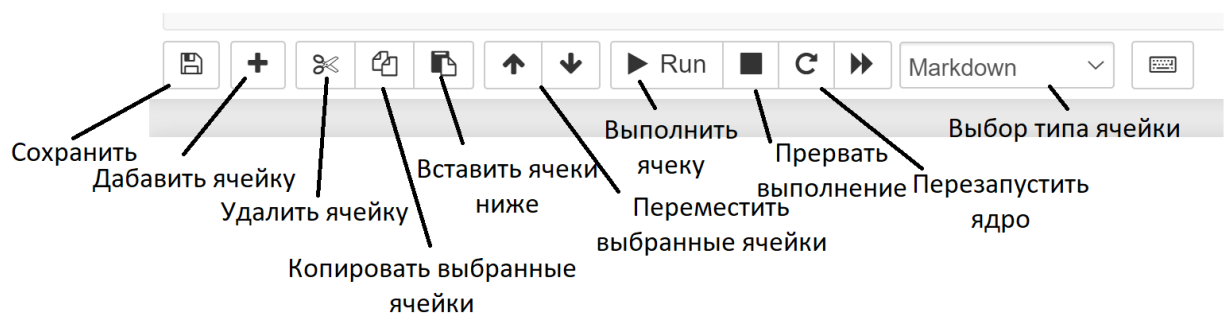 Run
Markdown
Сохранить
Дабавить ячейку
Удалить ячейку
Копировать выбранные
ячейки
Вставить ячеки
ниже
Выполнить
ячеку
Переместить
выбранные ячейки
Прервать
выполнение
Перезапустить
ядро
Выбор типа ячейки